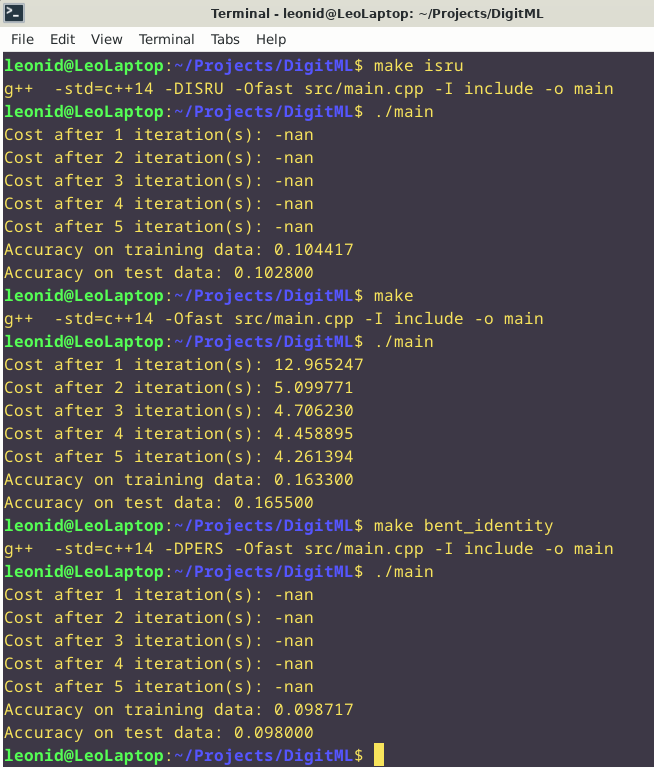 Terminal - leonid@LeoLaptop: ~/Projects/DigitML
File Edit View Terminal Tabs Help
leonid@LeoLaptop:~/Projects/DigitML$ make isru
g++  -std=c++14 -DISRU -Ofast src/main.cpp -I include -o main
leonid@LeoLaptop:~/Projects/DigitML$ ./main
Cost after 1 iteration(s): -nan
Cost after 2 iteration(s): -nan
Cost after 3 iteration(s): -nan
Cost after 4 iteration(s): -nan
Cost after 5 iteration(s): -nan
Accuracy on training data: 0.104417
Accuracy on test data: 0.102800
leonid@LeoLaptop:~/Projects/DigitML$ make
g++  -std=c++14 -Ofast src/main.cpp -I include -o main
leonid@LeoLaptop:~/Projects/DigitML$ ./main
Cost after 1 iteration(s): 12.965247
Cost after 2 iteration(s): 5.099771
Cost after 3 iteration(s): 4.706230
Cost after 4 iteration(s): 4.458895
Cost after 5 iteration(s): 4.261394
Accuracy on training data: 0.163300
Accuracy on test data: 0.165500
leonid@LeoLaptop:~/Projects/DigitML$ make bent_identity
g++  -std=c++14 -DPERS -Ofast src/main.cpp -I include -o main
leonid@LeoLaptop:~/Projects/DigitML$ ./main
Cost after 1 iteration(s): -nan
Cost after 2 iteration(s): -nan
Cost after 3 iteration(s): -nan
Cost after 4 iteration(s): -nan
Cost after 5 iteration(s): -nan
Accuracy on training data: 0.098717
Accuracy on test data: 0.098000
leonid@LeoLaptop:~/Projects/DigitML$